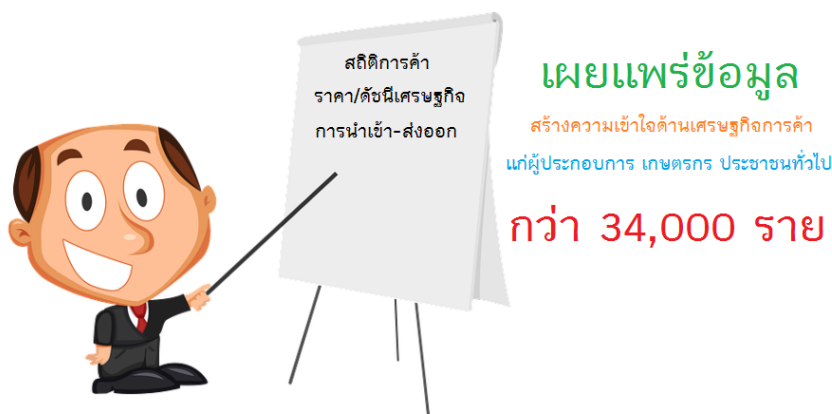 สถิติการค้า
ราคา/ดัชนีเศรษฐกิจ
การนำเข้า-ส่งออก
เผยแพร่ข้อมูล
สร้างความเข้าใจด้านเศรษฐกิจการค้า
แก่ผู้ประกอบการ เกษตรกร ประชาชนทั่วไป
กว่า 34,000 ราย